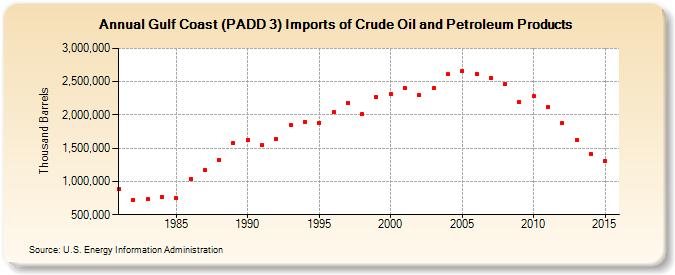 Annual Gulf Coast (PADD 3) Imports of Crude Oil and Petroleum Products
Thousand Barrels
3,000,000
2,500,000
2,000,000
1,500,000
1,000,000
500,000
1985 1990 1995 2000 2005 2010 2015
Source: U.S. Energy Information Administration